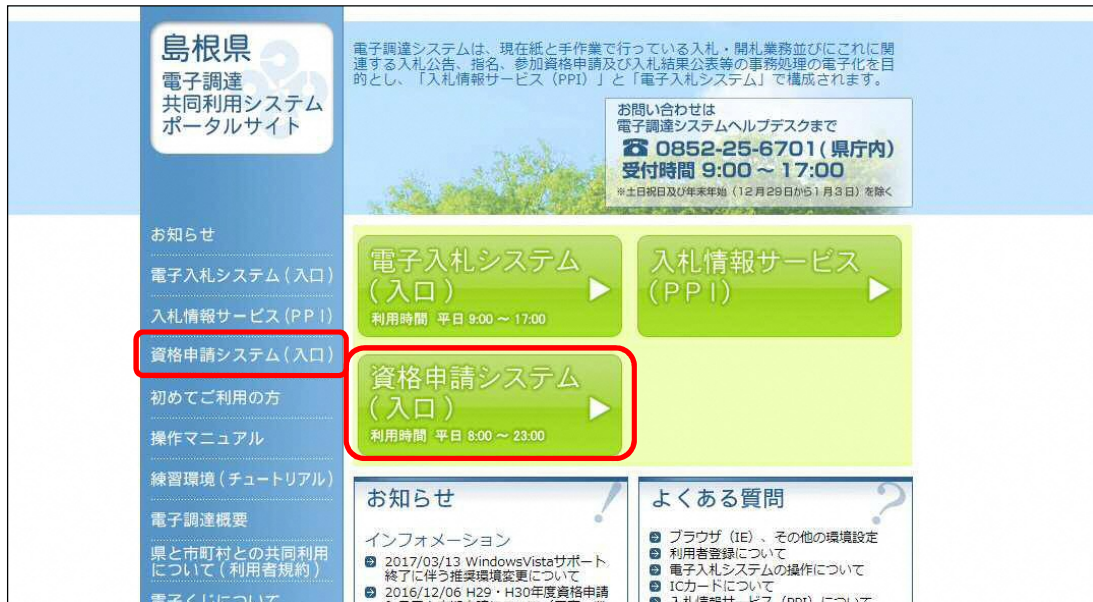 島根県
電子調達
共同利用システム
ポータルサイト
電子調達システムは、現在紙と手作業で行っている入札・開札業務並びにこれに関
連する入札公告、指名、参加資格申請及び入札結果公表等の事務処理の電子化を目
的とし、「入札情報サービス（PPI）」と「電子入札システム」で構成されます。
お問い合わせは
電子調達システムヘルプデスクまで
☎ 0852-25-6701(県庁内)
受付時間 9:00 ~ 17:00
※土日祝日及び年末年始（12月29日から1月3日）を除く
お知らせ
電子入札システム(入口)
入札情報サービス(PPI)
資格申請システム(入口)
初めてご利用の方
操作マニュアル
練習環境(チュートリアル)
電子調達概要
県と市町村との共同利用
について(利用者規約)
電子くじについて
電子入札システム
(入口)
利用時間 平日 9:00 ~ 17:00
入札情報サービス
(PPI)
資格申請システム
(入口)
利用時間 平日 8:00 ~ 23:00
お知らせ
インフォメーション
2017/03/13 WindowsVistaサポート
終了に伴う推奨環境変更について
2016/12/06 H29・H30年度資格申請
よくある質問
ブラウザ（IE）、その他の環境設定
利用者登録について
電子入札システムの操作について
ICカードについて
入札情報サービス（PPI）について